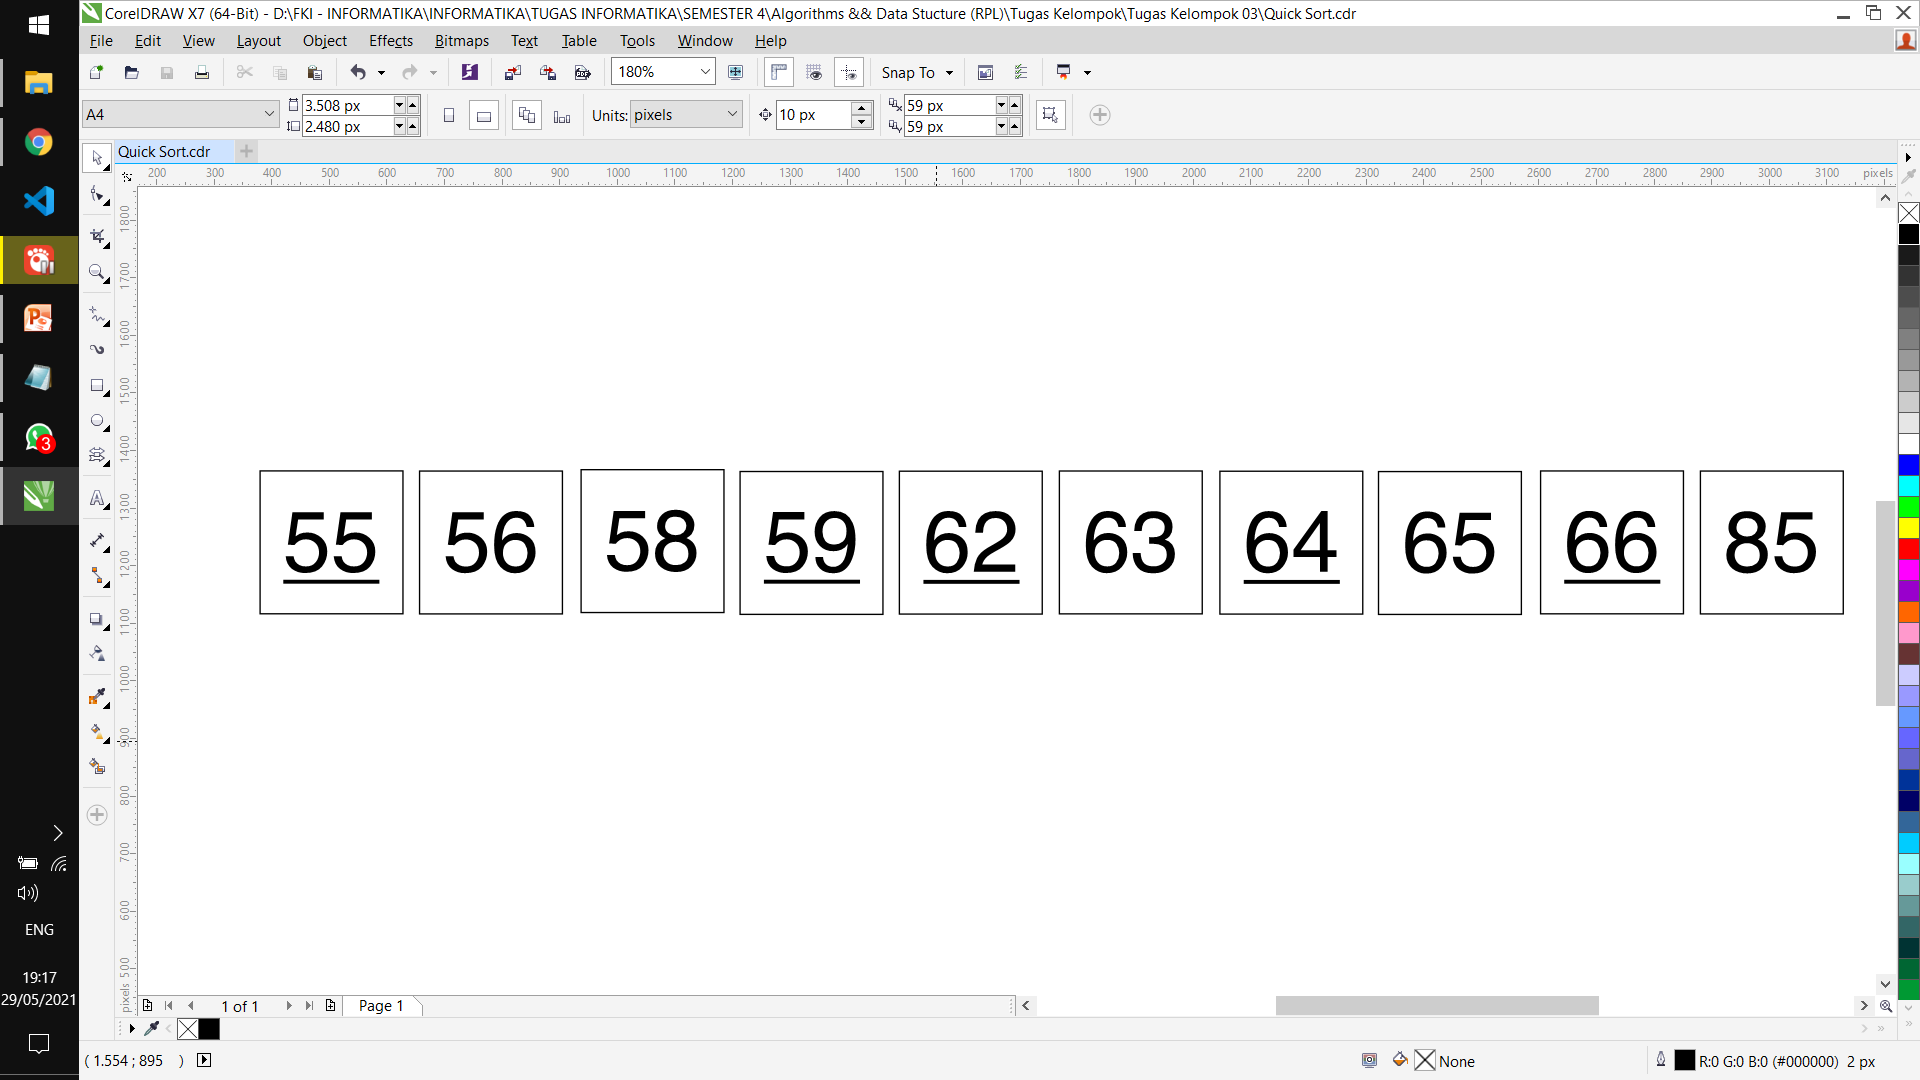 CorelDRAW X7 (64-Bit) - D:\FKI - INFORMATIKA\INFORMATIKA\TUGAS INFORMATIKA\SEMESTER 4\Algorithms && Data Stucture (RPL)\Tugas Kelompok\Tugas Kelompok 03\Quick Sort.cdr
File Edit View Layout Object Effects Bitmaps Text Table Tools Window Help
180% Snap To
A4 3.508 px 2.480 px Units: pixels 10 px 59 px 59 px
Quick Sort.cdr
200 300 400 500 600 700 800 900 1000 1100 1200 1300 1400 1500 1600 1700 1800 1900 2000 2100 2200 2300 2400 2500 2600 2700 2800 2900 3000 3100 pixels
1800
1700
1600
1500
1400
1300
1200
1100
1000
900
800
700
600
500
pixels
55 56 58 59 62 63 64 65 66 85
3
ENG
19:17
29/05/2021
1 of 1 Page 1
( 1.554 ; 895 ) None R:0 G:0 B:0 (#000000) 2 px